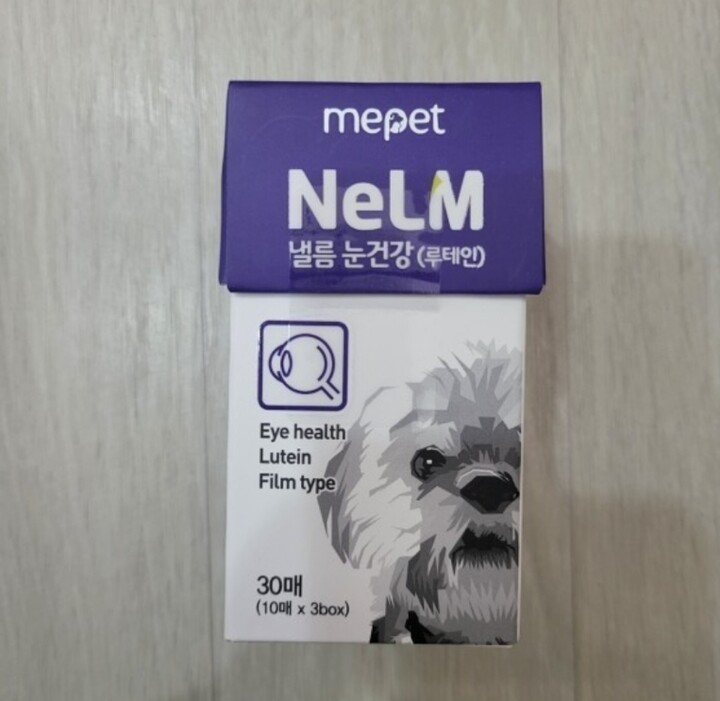 mepet
NeLM
낼름 눈건강 (루테인)
Eye health
Lutein
Film type
30매
(10매 x 3box)